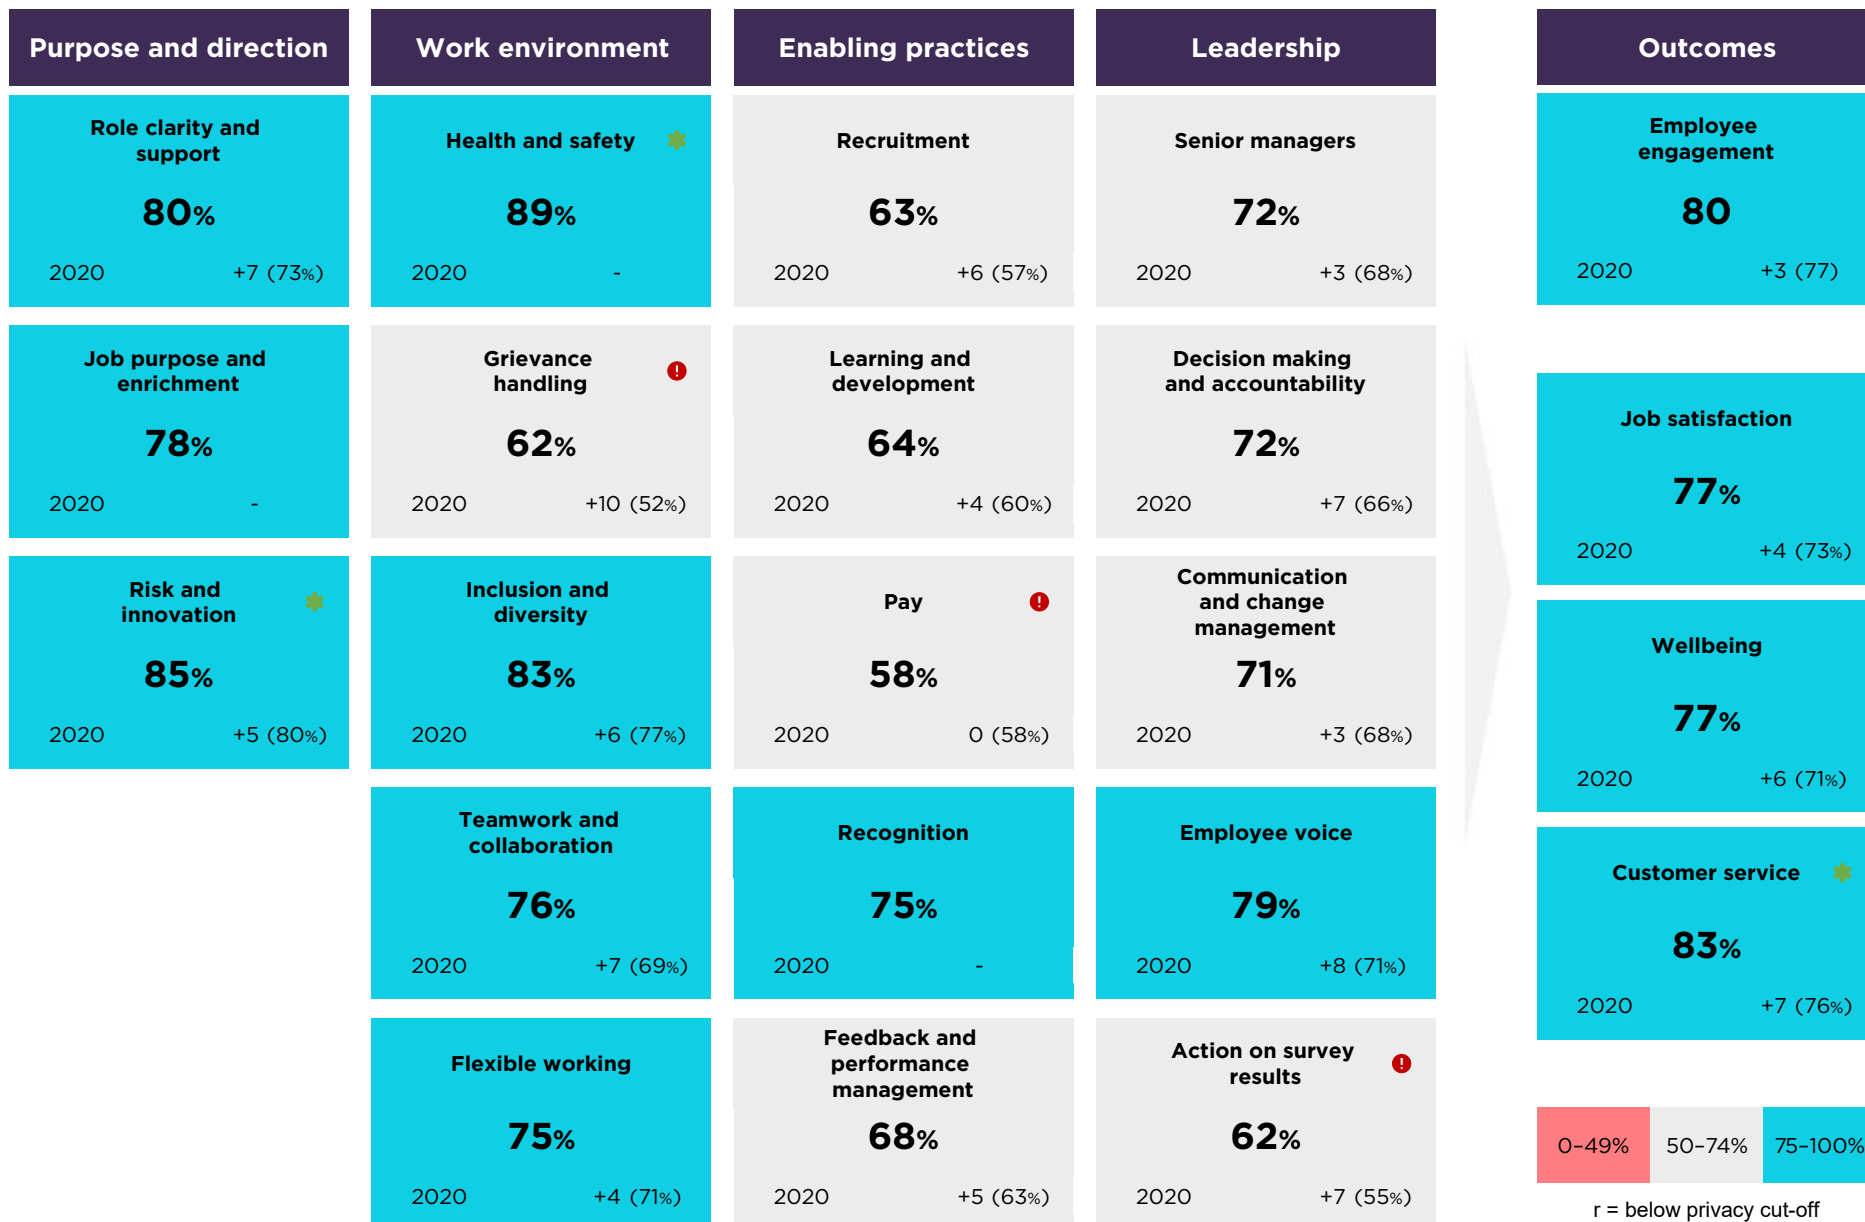 Purpose and direction
Role clarity and
support
80%
2020 +7 (73%)
Job purpose and
enrichment
78%
2020 -
Risk and
innovation
85%
2020 +5 (80%)
Work environment
Health and safety
89%
2020 -
Grievance
handling
62%
2020 +10 (52%)
Inclusion and
diversity
83%
2020 +6 (77%)
Teamwork and
collaboration
76%
2020 +7 (69%)
Flexible working
75%
2020 +4 (71%)
Enabling practices
Recruitment
63%
2020 +6 (57%)
Learning and
development
64%
2020 +4 (60%)
Pay
58%
2020 0 (58%)
Recognition
75%
2020 -
Feedback and
performance
management
68%
2020 +5 (63%)
Leadership
Senior managers
72%
2020 +3 (68%)
Decision making
and accountability
72%
2020 +7 (66%)
Communication
and change
management
71%
2020 +3 (68%)
Employee voice
79%
2020 +8 (71%)
Action on survey
results
62%
2020 +7 (55%)
Outcomes
Employee
engagement
80
2020 +3 (77)
Job satisfaction
77%
2020 +4 (73%)
Wellbeing
77%
2020 +6 (71%)
Customer service
83%
2020 +7 (76%)
0–49% 50–74% 75–100%
r = below privacy cut-off